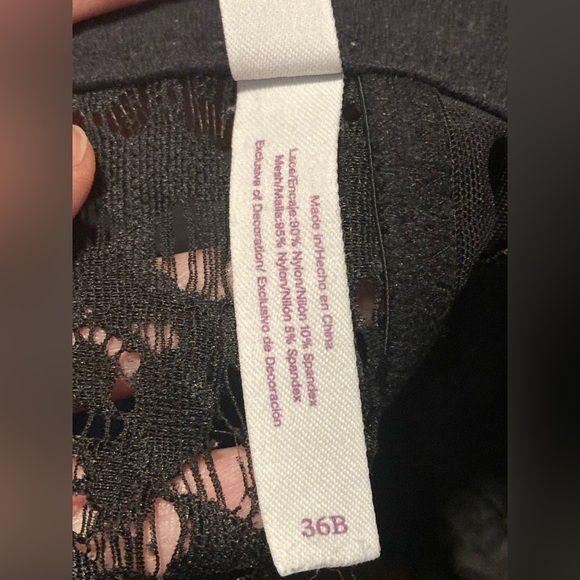 Made in/Hecho en China
Lace/Encaje:90% Nylon/Nilón 10% Spandex
Mesh/Malla:95% Nylon/Nilón 5% Spandex
Exclusive of Decoration/ Exclusivo de Decoración
36B